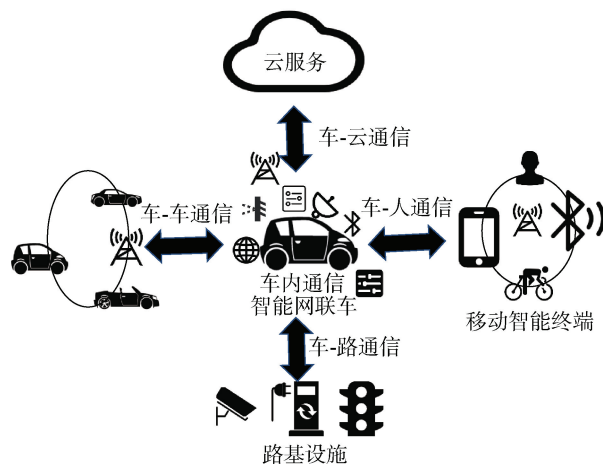 云服务
车-云通信
车-车通信
车-人通信
车内通信
智能网联车
移动智能终端
车-路通信
路基设施